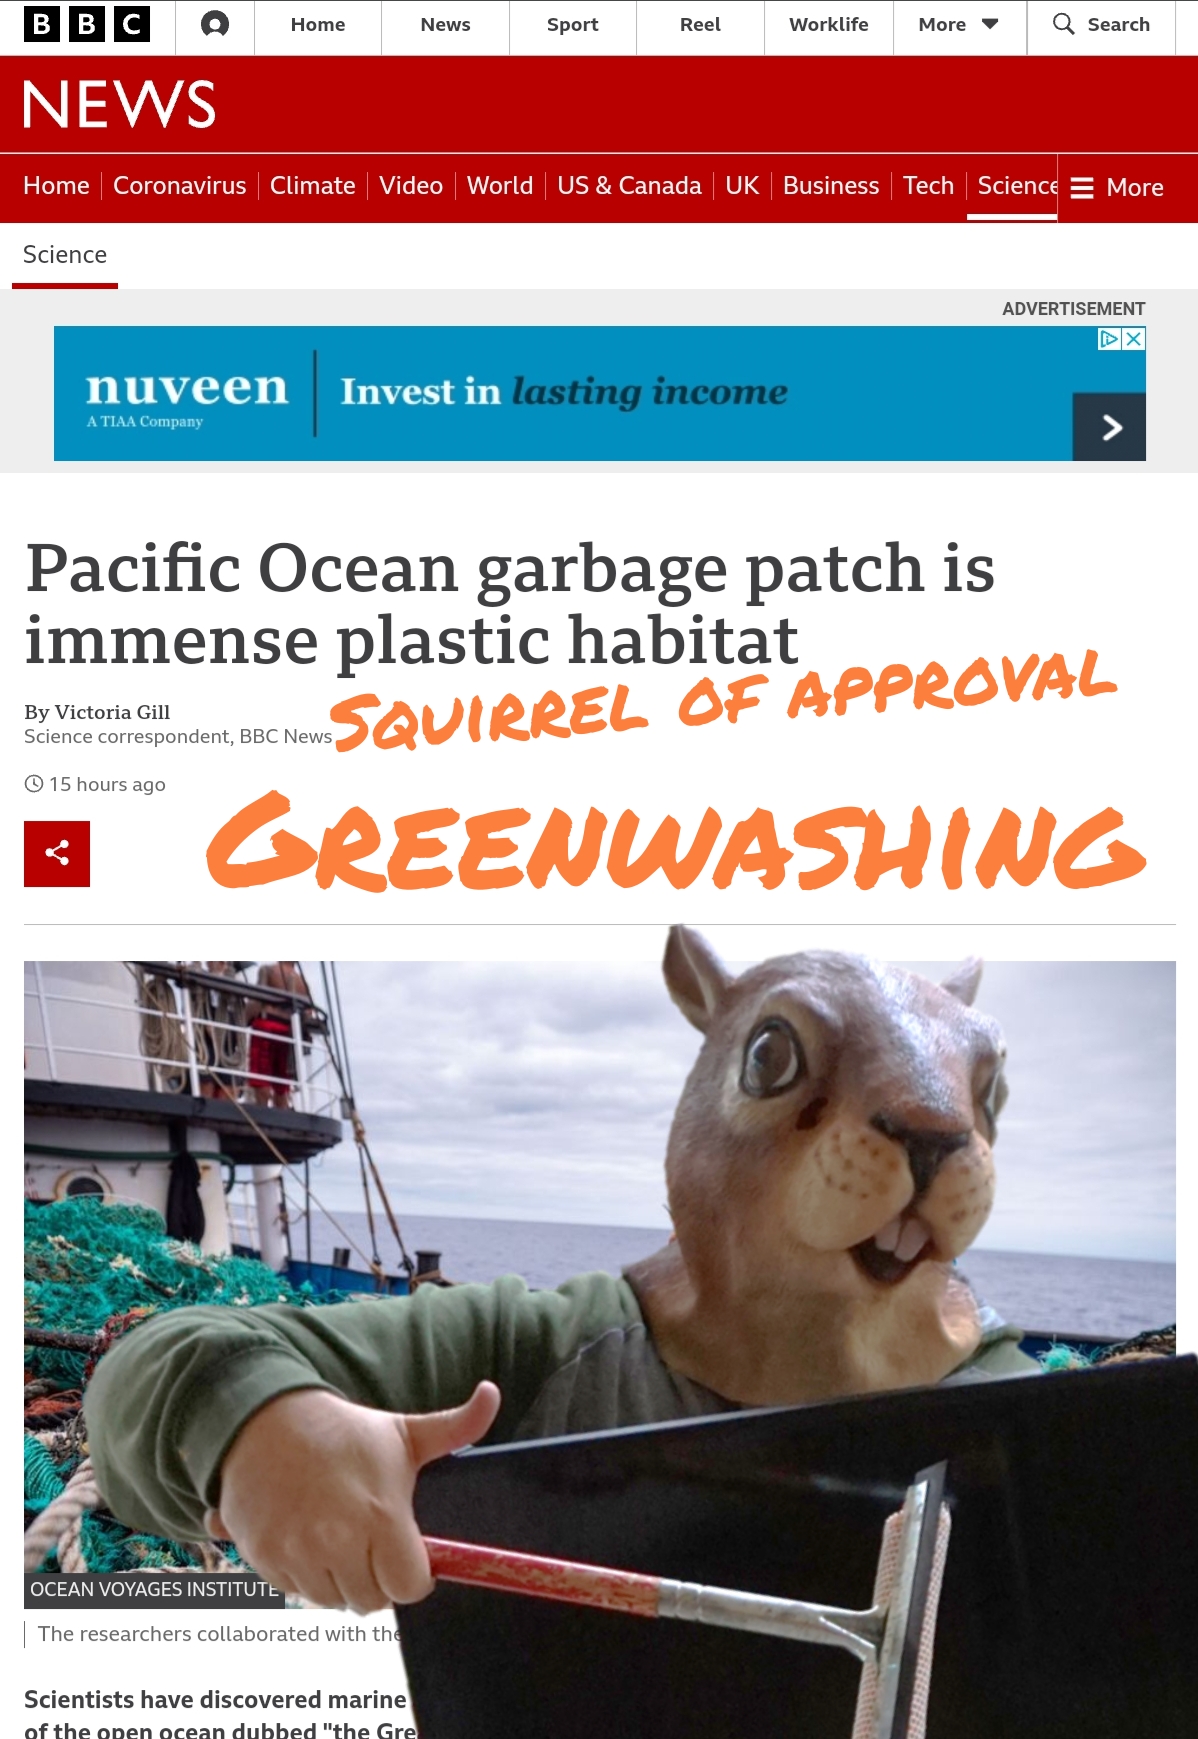 BBC Home News Sport Reel Worklife More Search
NEWS
Home Coronavirus Climate Video World US & Canada UK Business Tech Science More
Science
ADVERTISEMENT
nuveen Invest in lasting income
A TIAA Company
Pacific Ocean garbage patch is
immense plastic habitat
SQUIRREL OF APPROVAL
By Victoria Gill
Science correspondent, BBC News
15 hours ago
GREENWASHING
OCEAN VOYAGES INSTITUTE
The researchers collaborated with the
Scientists have discovered marine
of the open ocean dubbed "the Gre